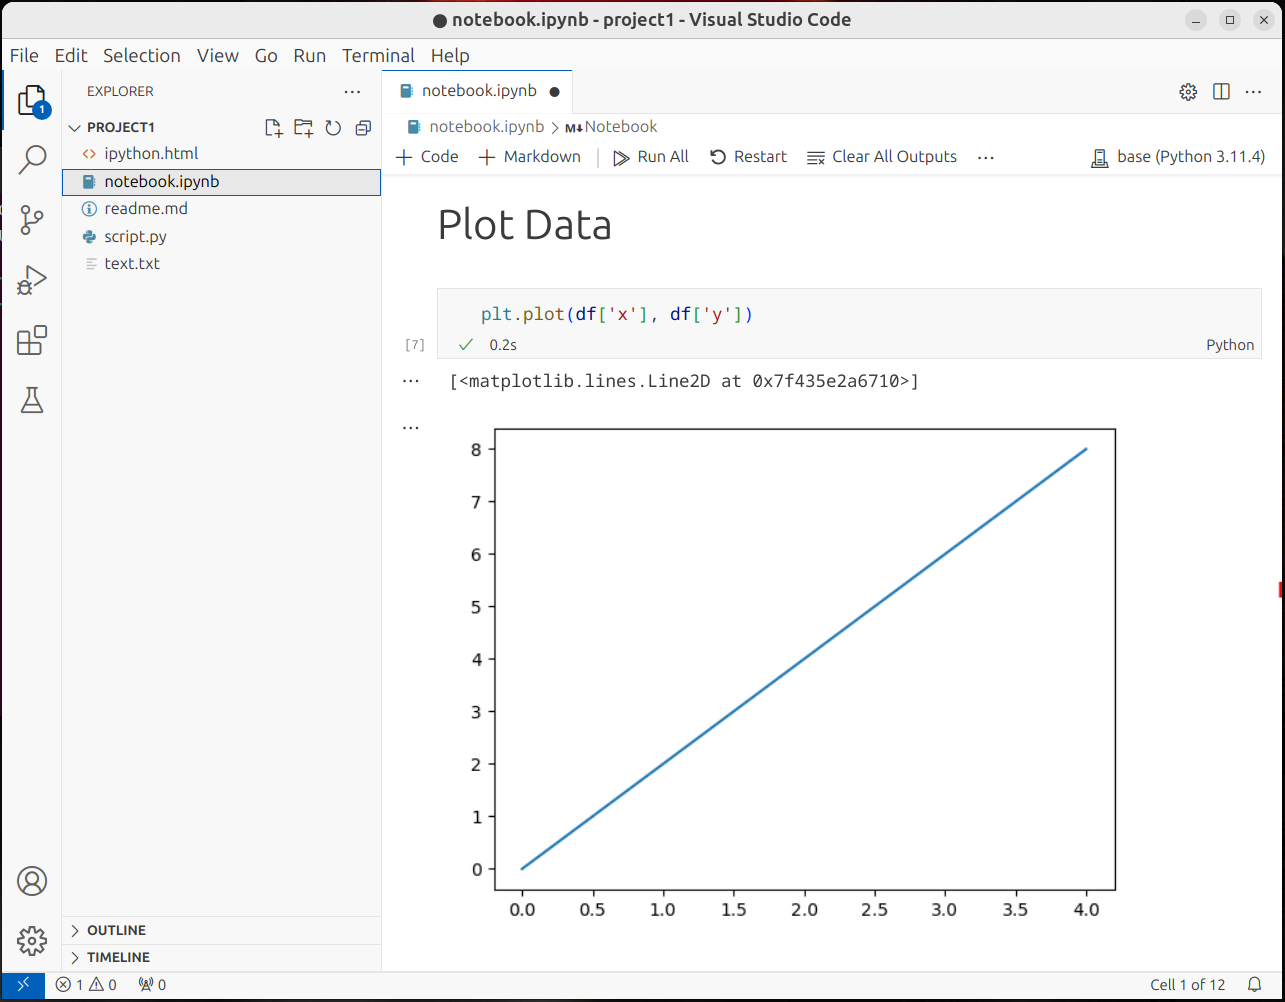 notebook.ipynb - project1 - Visual Studio Code
File Edit Selection View Go Run Terminal Help
EXPLORER
notebook.ipynb
1
PROJECT1
notebook.ipynb
Notebook
ipython.html
Code
Markdown
Run All
Restart
Clear All Outputs
base (Python 3.11.4)
notebook.ipynb
readme.md
script.py
text.txt
Plot Data
plt.plot(df['x'], df['y'])
[7]
0.2s
Python
[<matplotlib.lines.Line2D at 0x7f435e2a6710>]
8
7
6
5
4
3
2
1
0
0.0 0.5 1.0 1.5 2.0 2.5 3.0 3.5 4.0
OUTLINE
TIMELINE
1 0 0
Cell 1 of 12